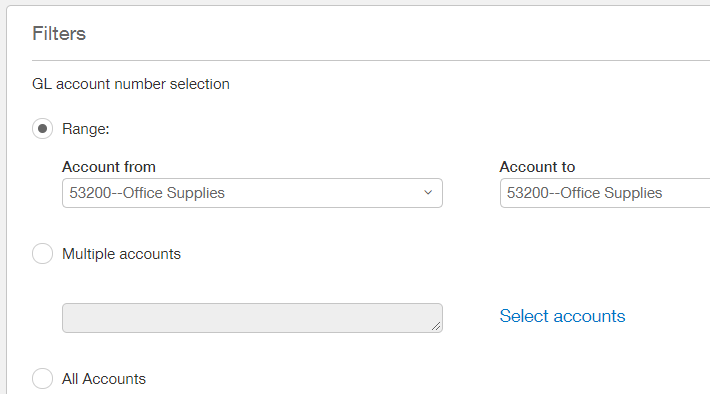 Filters
GL account number selection
Range:
Account from
Account to
53200--Office Supplies
53200--Office Supplies
Multiple accounts
Select accounts
All Accounts